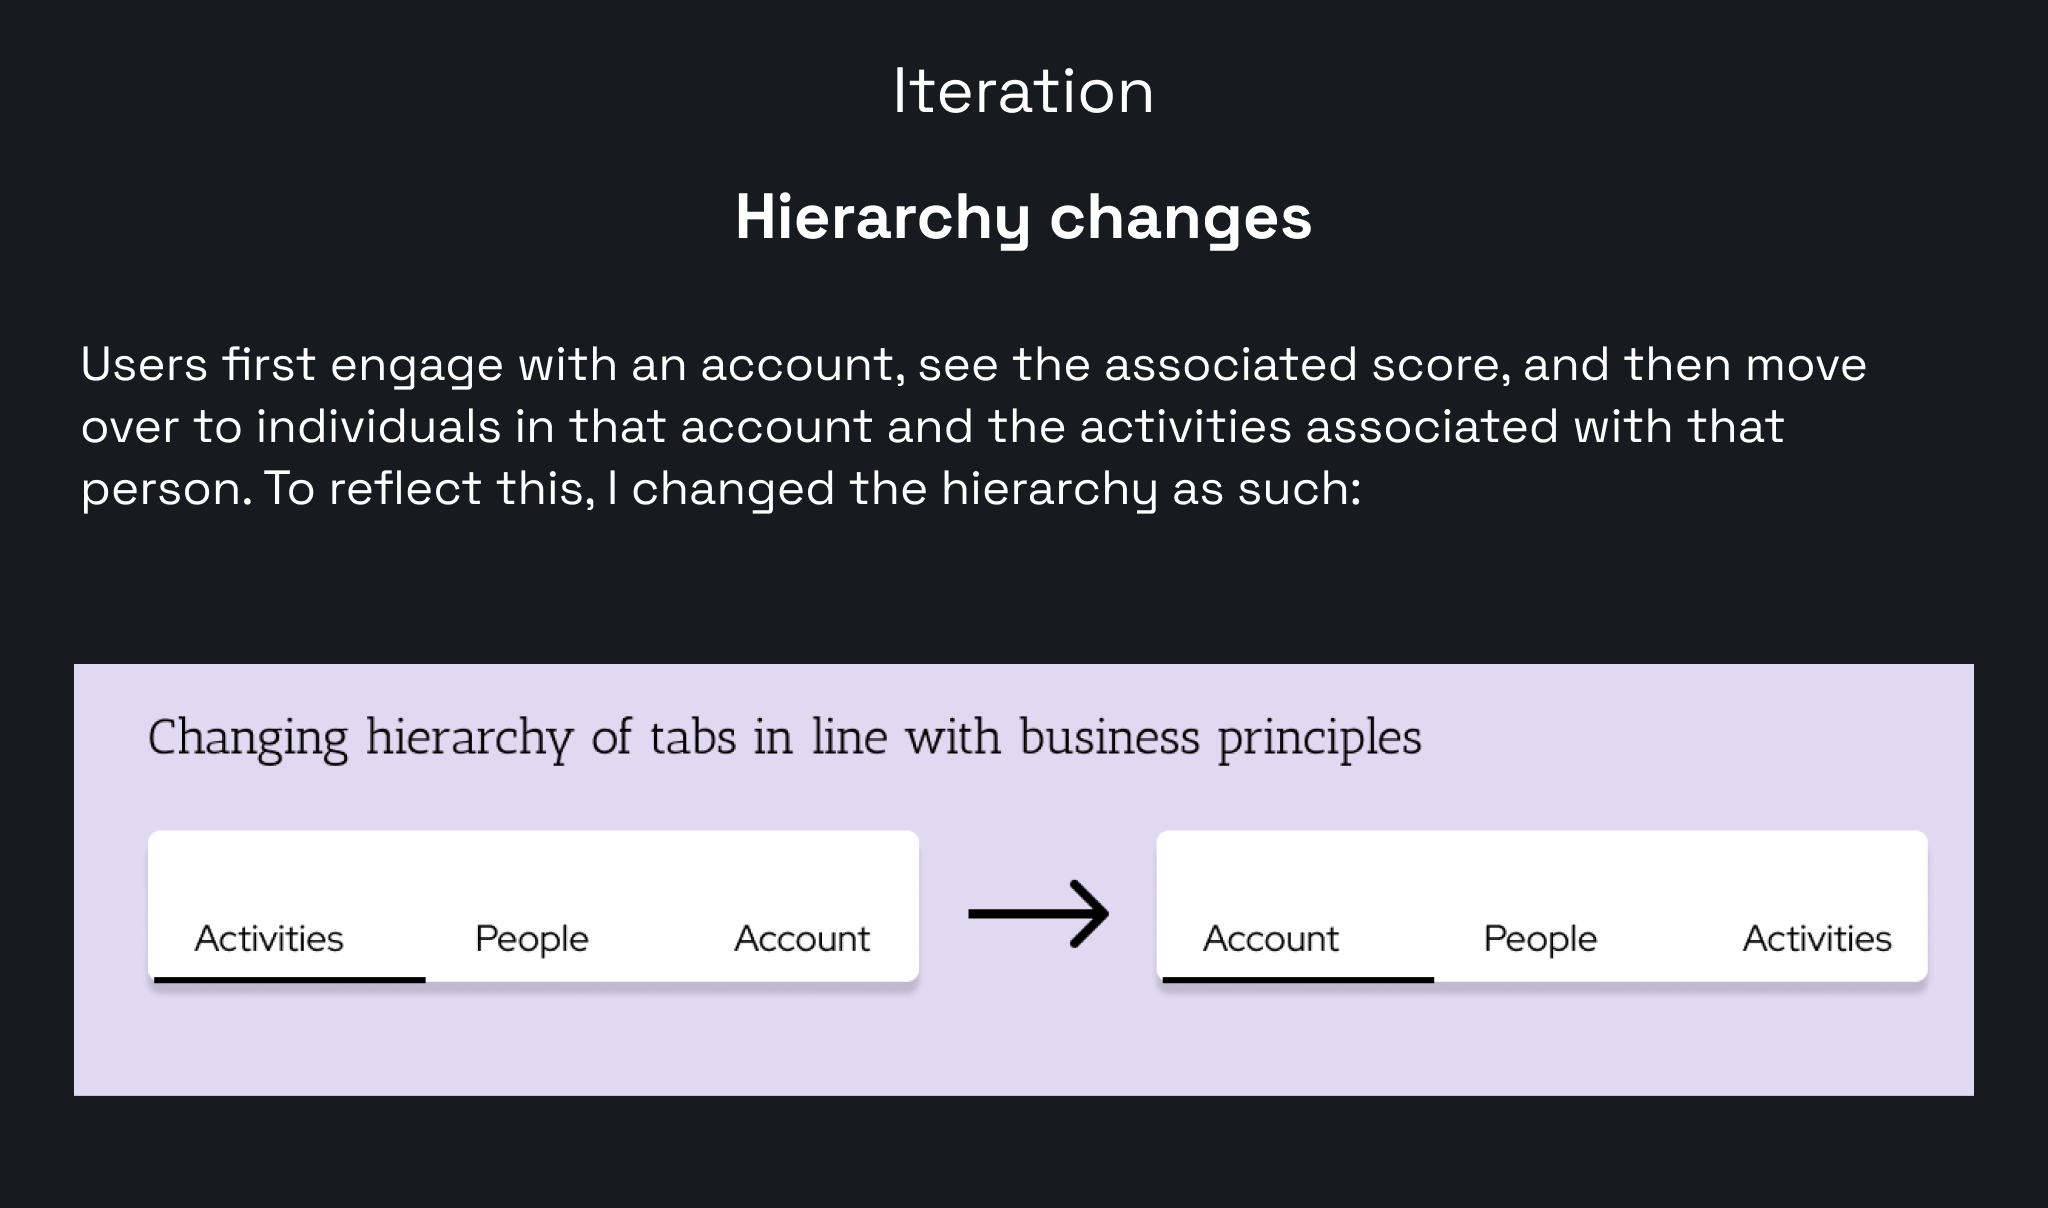 Iteration
Hierarchy changes
Users first engage with an account, see the associated score, and then move
over to individuals in that account and the activities associated with that
person. To reflect this, I changed the hierarchy as such:
Changing hierarchy of tabs in line with business principles
Activities People Account
Account People Activities